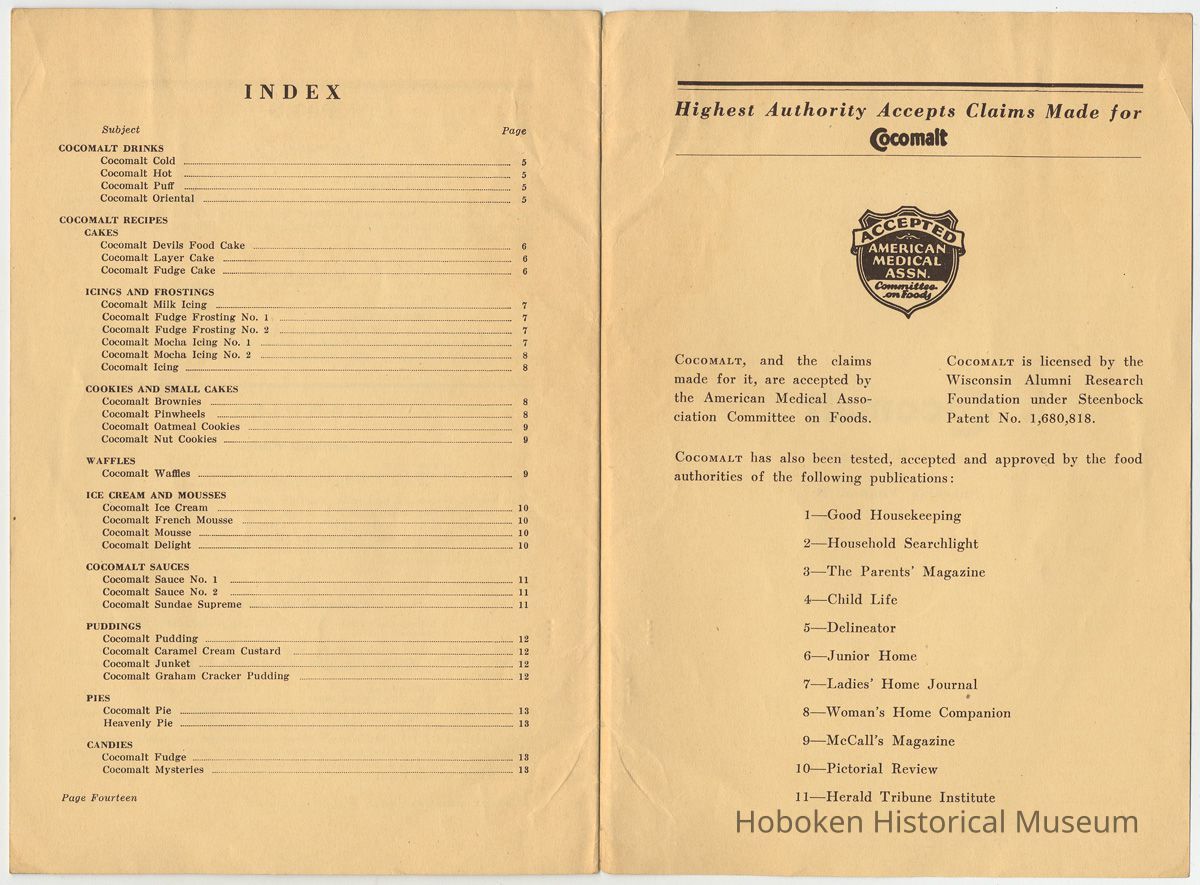 INDEX
Subject Page
COCOMALT DRINKS
Cocomalt Cold 5
Cocomalt Hot 5
Cocomalt Puff 5
Cocomalt Oriental 5
COCOMALT RECIPES
CAKES
Cocomalt Devils Food Cake 6
Cocomalt Layer Cake 6
Cocomalt Fudge Cake 6
ICINGS AND FROSTINGS
Cocomalt Milk Icing 7
Cocomalt Fudge Frosting No. 1 7
Cocomalt Fudge Frosting No. 2 7
Cocomalt Mocha Icing No. 1 7
Cocomalt Mocha Icing No. 2 8
Cocomalt Icing 8
COOKIES AND SMALL CAKES
Cocomalt Brownies 8
Cocomalt Pinwheels 8
Cocomalt Oatmeal Cookies 9
Cocomalt Nut Cookies 9
WAFFLES
Cocomalt Waffles 9
ICE CREAM AND MOUSSES
Cocomalt Ice Cream 10
Cocomalt French Mousse 10
Cocomalt Mousse 10
Cocomalt Delight 10
COCOMALT SAUCES
Cocomalt Sauce No. 1 11
Cocomalt Sauce No. 2 11
Cocomalt Sundae Supreme 11
PUDDINGS
Cocomalt Pudding 12
Cocomalt Caramel Cream Custard 12
Cocomalt Junket 12
Cocomalt Graham Cracker Pudding 12
PIES
Cocomalt Pie 13
Heavenly Pie 13
CANDIES
Cocomalt Fudge 13
Cocomalt Mysteries 13
Page Fourteen
Highest Authority Accepts Claims Made for
Cocomalt
ACCEPTED
AMERICAN
MEDICAL
ASSN.
Committee
on Foods
COCOMALT, and the claims
made for it, are accepted by
the American Medical Asso-
ciation Committee on Foods.
COCOMALT is licensed by the
Wisconsin Alumni Research
Foundation under Steenbock
Patent No. 1,680,818.
COCOMALT has also been tested, accepted and approved by the food
authorities of the following publications:
1—Good Housekeeping
2—Household Searchlight
3—The Parents' Magazine
4—Child Life
5—Delineator
6—Junior Home
7—Ladies' Home Journal
8—Woman's Home Companion
9—McCall's Magazine
10—Pictorial Review
11—Herald Tribune Institute
Hoboken Historical Museum